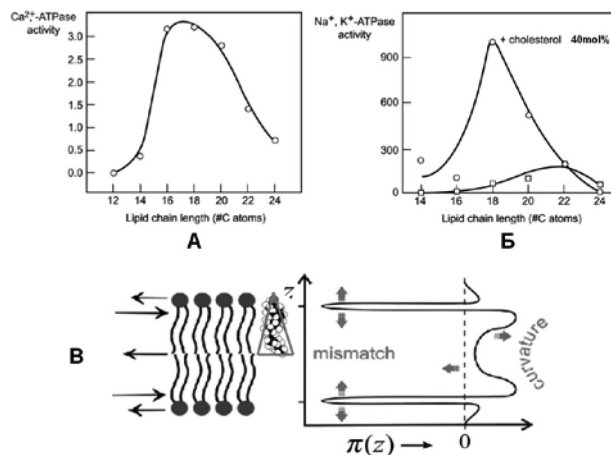 Ca²⁺-ATPase
activity
3.0
2.5
2.0
1.5
1.0
0.5
0.0
12 14 16 18 20 22 24
Lipid chain length (#C atoms)
А
Na⁺, K⁺-ATPase
activity
+ cholesterol 40mol%
900
600
300
0
14 16 18 20 22 24
Lipid chain length (#C atoms)
Б
В
z
mismatch
curvature
π(z) → 0